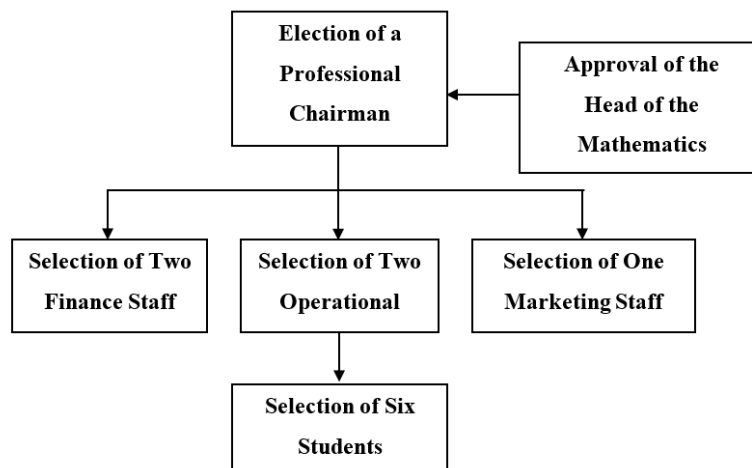 Election of a
Professional
Chairman
Approval of the
Head of the
Mathematics
Selection of Two
Finance Staff
Selection of Two
Operational
Selection of One
Marketing Staff
Selection of Six
Students